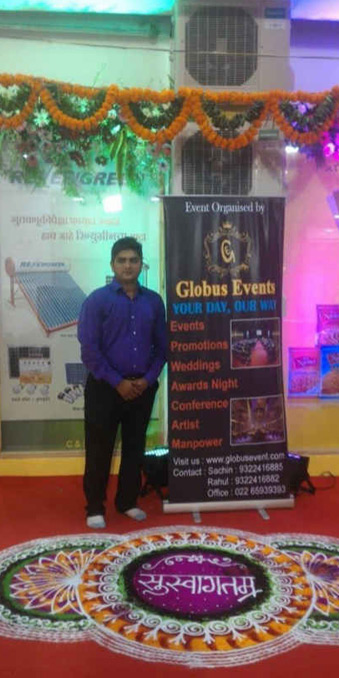 Event Organised by
Globus Events
YOUR DAY, OUR WAY
Events
Promotions
Weddings
Awards Night
Conference
Artist
Manpower
Visit us : www.globusevent.com
Contact : Sachin : 9322416885
Rahul : 9322416882
Office : 022 65939393
सुस्वागतम्